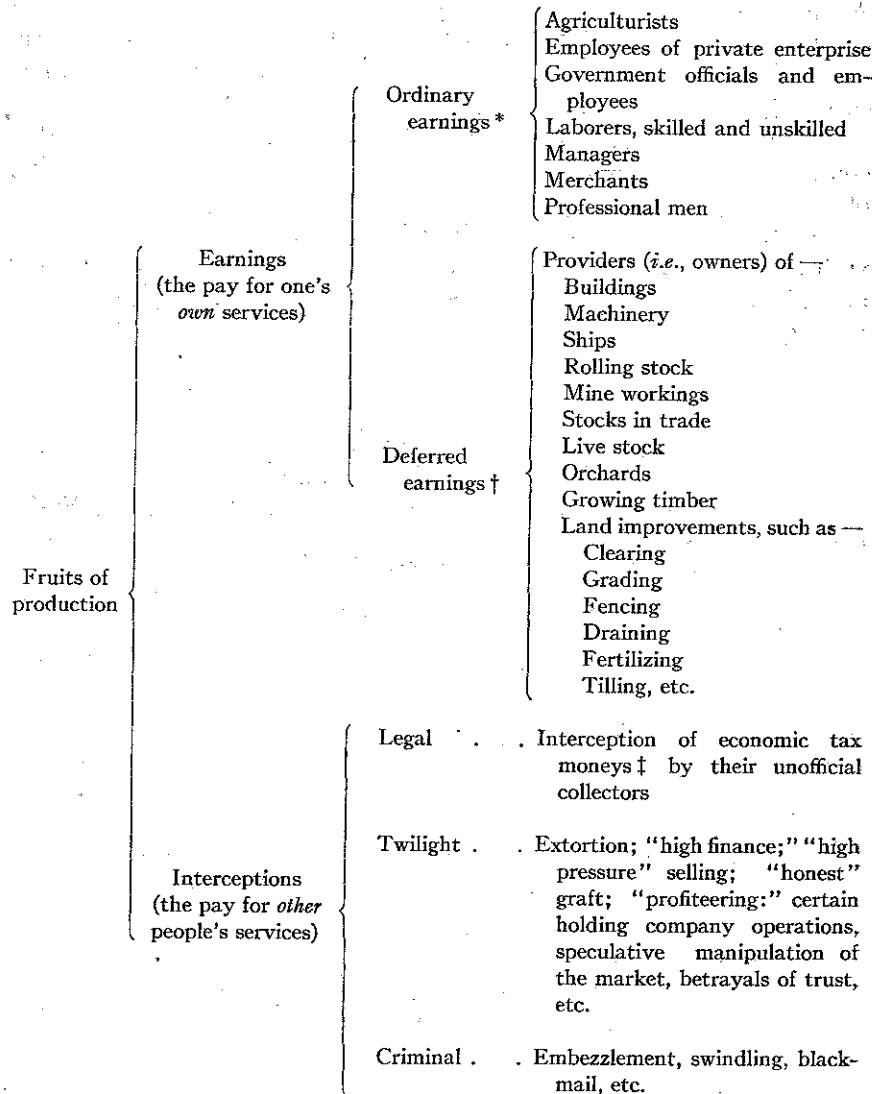 Fruits of
production
Earnings
(the pay for one's
own services)
Ordinary
earnings *
Agriculturists
Employees of private enterprise
Government officials and em-
ployees
Laborers, skilled and unskilled
Managers
Merchants
Professional men
Deferred
earnings †
Providers (i.e., owners) of —
Buildings
Machinery
Ships
Rolling stock
Mine workings
Stocks in trade
Live stock
Orchards
Growing timber
Land improvements, such as —
Clearing
Grading
Fencing
Draining
Fertilizing
Tilling, etc.
Interceptions
(the pay for other
people's services)
Legal . . Interception of economic tax
moneys ‡ by their unofficial
collectors
Twilight . . Extortion; "high finance;" "high
pressure" selling; "honest"
graft; "profiteering:" certain
holding company operations,
speculative manipulation of
the market, betrayals of trust,
etc.
Criminal . . Embezzlement, swindling, black-
mail, etc.